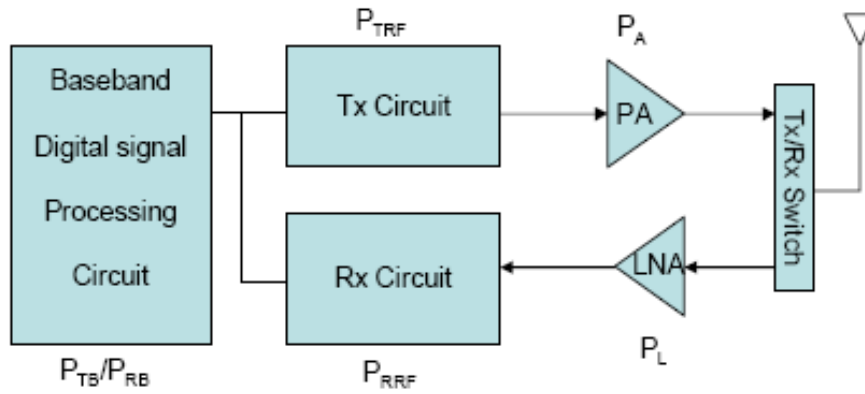 P_TRF
P_A
Baseband
Digital signal
Processing
Circuit
Tx Circuit
PA
Tx/Rx Switch
Rx Circuit
LNA
P_TB/P_RB
P_RRF
P_L